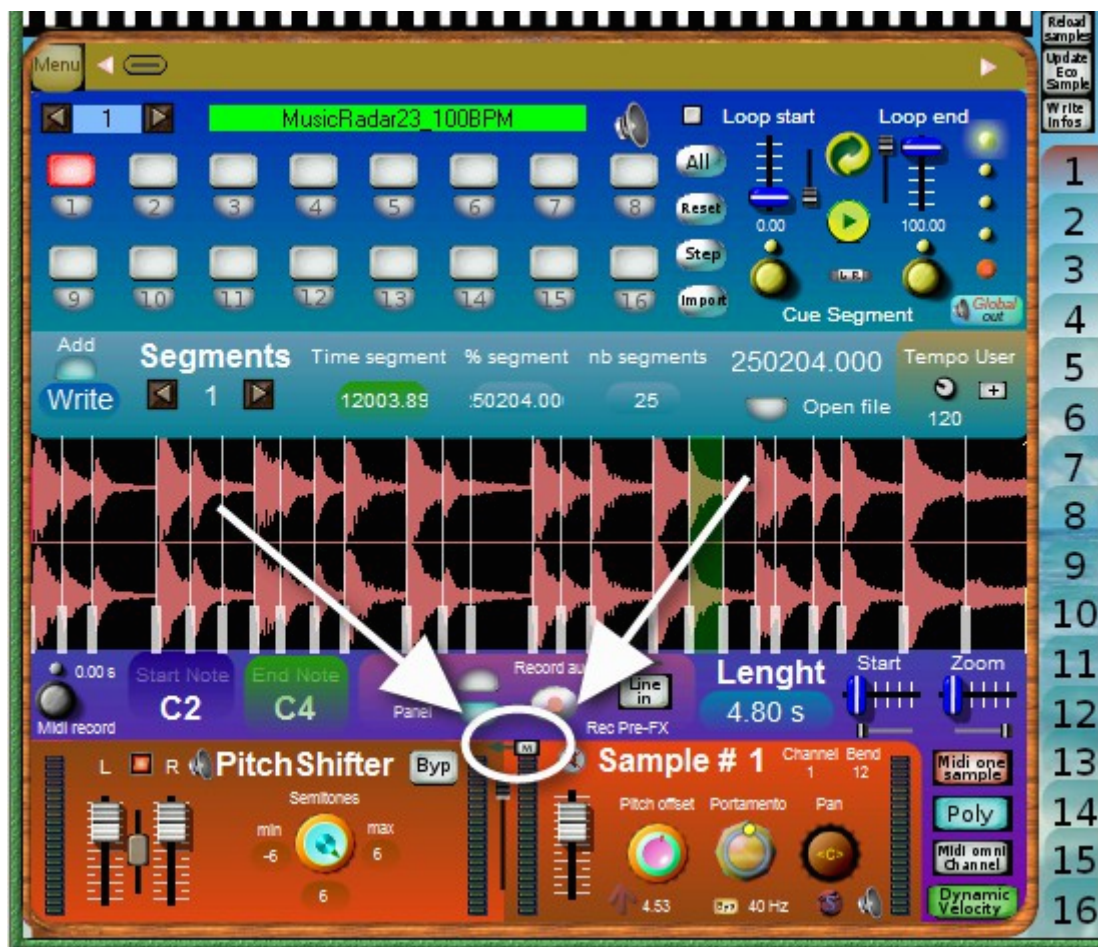 Reload samples
Update Eco Sample
Write Infos
Menu
1
MusicRadar23_100BPM
Loop start
Loop end
All
1 2 3 4 5 6 7 8
Reset
0.00
100.00
Step
9 10 11 12 13 14 15 16
Import
Cue Segment
Global out
Add
Segments
Time segment
% segment
nb segments
250204.000
Tempo User
Write
1
12003.89
50204.00
25
Open file
120
0.00 s
Start Note
End Note
Record
Lenght
Start
Zoom
C2
C4
Panel
Line in
4.80 s
Midi record
Rec Pre-FX
M
L
R
PitchShifter
Byp
Sample # 1
Channel
1
Bend
12
Midi one sample
Semitones
min
-6
max
6
6
Pitch offset
Portamento
Pan
<C>
4.53
40 Hz
Poly
Midi omni Channel
Dynamic Velocity
1
2
3
4
5
6
7
8
9
10
11
12
13
14
15
16